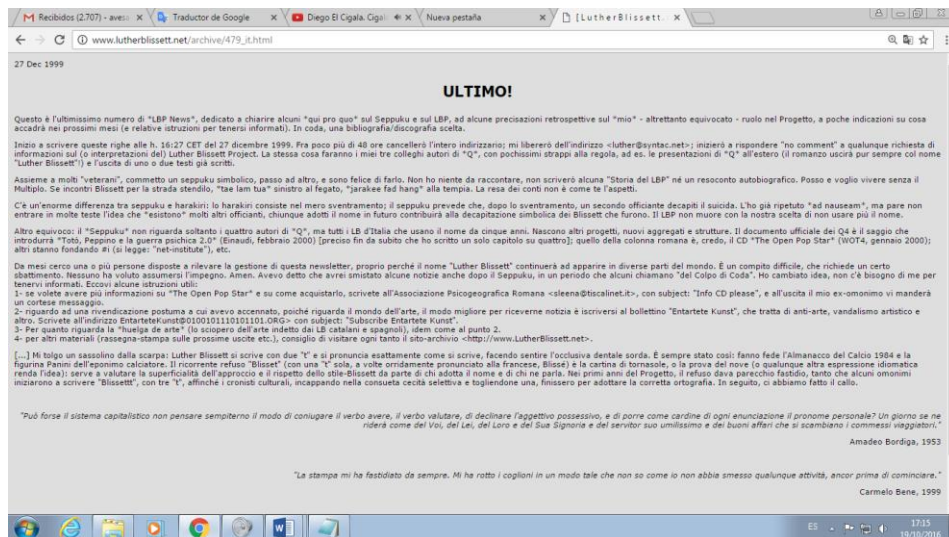 Recibidos (2.707) - aves
Traductor de Google
Diego El Cigala. Cigal
Nueva pestaña
[LutherBlissett.
www.lutherblissett.net/archive/479_it.html
27 Dec 1999
ULTIMO!
Questo è l'ultimissimo numero di *LBP News*, dedicato a chiarire alcuni *qui pro quo* sul Seppuku e sul LBP, ad alcune precisazioni retrospettive sul *mio* - altrettanto equivocato - ruolo nel Progetto, a poche indicazioni su cosa
accadrà nei prossimi mesi (e relative istruzioni per tenersi informati). In coda, una bibliografia/discografia scelta.
Inizio a scrivere queste righe alle h. 16:27 CET del 27 dicembre 1999. Fra poco più di 48 ore cancellerò l'intero indirizzario; mi libererò dell'indirizzo <luther@syntac.net>; inizierò a rispondere "no comment" a qualunque richiesta di
informazioni sul (o interpretazioni del) Luther Blissett Project. La stessa cosa faranno i miei tre colleghi autori di *Q*, con pochissimi strappi alla regola, ad es. le presentazioni di *Q* all'estero (il romanzo uscirà pur sempre col nome
"Luther Blissett"!) e l'uscita di uno o due testi già scritti.
Assieme a molti "veterani", commetto un seppuku simbolico, passo ad altro, e sono felice di farlo. Non ho niente da raccontare, non scriverò alcuna "Storia del LBP" né un resoconto autobiografico. Posso e voglio vivere senza il
Multiplo. Se incontri Blissett per la strada stendilo, *tae lam tua* sinistro al fegato, *jarakee fad hang* alla tempia. La resa dei conti non è come te l'aspetti.
C'è un'enorme differenza tra seppuku e harakiri: lo harakiri consiste nel mero sventramento; il seppuku prevede che, dopo lo sventramento, un secondo officiante decapiti il suicida. L'ho già ripetuto *ad nauseam*, ma pare non
entrare in molte teste l'idea che *esistono* molti altri officianti, chiunque adotti il nome in futuro contribuirà alla decapitazione simbolica dei Blissett che furono. Il LBP non muore con la nostra scelta di non usare più il nome.
Altro equivoco: il *Seppuku* non riguarda soltanto i quattro autori di *Q*, ma tutti i LB d'Italia che usano il nome da cinque anni. Nascono altri progetti, nuovi aggregati e strutture. Il documento ufficiale dei Q4 è il saggio che
introdurrà *Totò, Peppino e la guerra psichica 2.0* (Einaudi, febbraio 2000) [preciso fin da subito che ho scritto un solo capitolo su quattro]; quello della colonna romana è, credo, il CD *The Open Pop Star* (WOT4, gennaio 2000);
altri stanno fondando #i (si legge: "net-institute"), etc.
Da mesi cerco una o più persone disposte a rilevare la gestione di questa newsletter, proprio perché il nome "Luther Blissett" continuerà ad apparire in diverse parti del mondo. È un compito difficile, che richiede un certo
sbattimento. Nessuno ha voluto assumersi l'impegno. Amen. Avevo detto che avrei smistato alcune notizie anche dopo il Seppuku, in un periodo che alcuni chiamano "del Colpo di Coda". Ho cambiato idea, non c'è bisogno di me per
tenervi informati. Eccovi alcune istruzioni utili:
1- se volete avere più informazioni su *The Open Pop Star* e su come acquistarlo, scrivete all'Associazione Psicogeografica Romana <sleena@tiscalinet.it>, con subject: "Info CD please", e all'uscita il mio ex-omonimo vi manderà
un cortese messaggio.
2- riguardo ad una rivendicazione postuma a cui avevo accennato, poiché riguarda il mondo dell'arte, il modo migliore per riceverne notizia è iscriversi al bollettino "Entartete Kunst", che tratta di anti-arte, vandalismo artistico e
altro. Scrivete all'indirizzo EntarteteKunst@0100101110101101.ORG> con subject: "Subscribe Entartete Kunst".
3- Per quanto riguarda la *huelga de arte* (lo sciopero dell'arte indetto dai LB catalani e spagnoli), idem come al punto 2.
4- per altri materiali (rassegna-stampa sulle prossime uscite etc.), consiglio di visitare ogni tanto il sito-archivio <http://www.LutherBlissett.net>.
[...] Mi tolgo un sassolino dalla scarpa: Luther Blissett si scrive con due "t" e si pronuncia esattamente come si scrive, facendo sentire l'occlusiva dentale sorda. È sempre stato così: fanno fede l'Almanacco del Calcio 1984 e la
figurina Panini dell'eponimo calciatore. Il ricorrente refuso "Blisset" (con una "t" sola, a volte orridamente pronunciato alla francese, Blissé) è la cartina di tornasole, o la prova del nove (o qualunque altra espressione idiomatica
renda l'idea): serve a valutare la superficialità dell'approccio e il rispetto dello stile-Blissett da parte di chi adotta il nome e di chi ne parla. Nei primi anni del Progetto, il refuso dava parecchio fastidio, tanto che alcuni omonimi
iniziarono a scrivere "Blissettt", con tre "t", affinché i cronisti culturali, incappando nella consueta cecità selettiva e togliendone una, finissero per adottare la corretta ortografia. In seguito, ci abbiamo fatto il callo.
"Può forse il sistema capitalistico non pensare sempiterno il modo di coniugare il verbo avere, il verbo valutare, di declinare l'aggettivo possessivo, e di porre come cardine di ogni enunciazione il pronome personale? Un giorno se ne
riderà come del Voi, del Lei, del Loro e del Sua Signoria e del servitor suo umilissimo e dei buoni affari che si scambiano i commessi viaggiatori."
Amadeo Bordiga, 1953
"La stampa mi ha fastidiato da sempre. Mi ha rotto i coglioni in un modo tale che non so come io non abbia smesso qualunque attività, ancor prima di cominciare."
Carmelo Bene, 1999
ES
17:15
19/10/2016